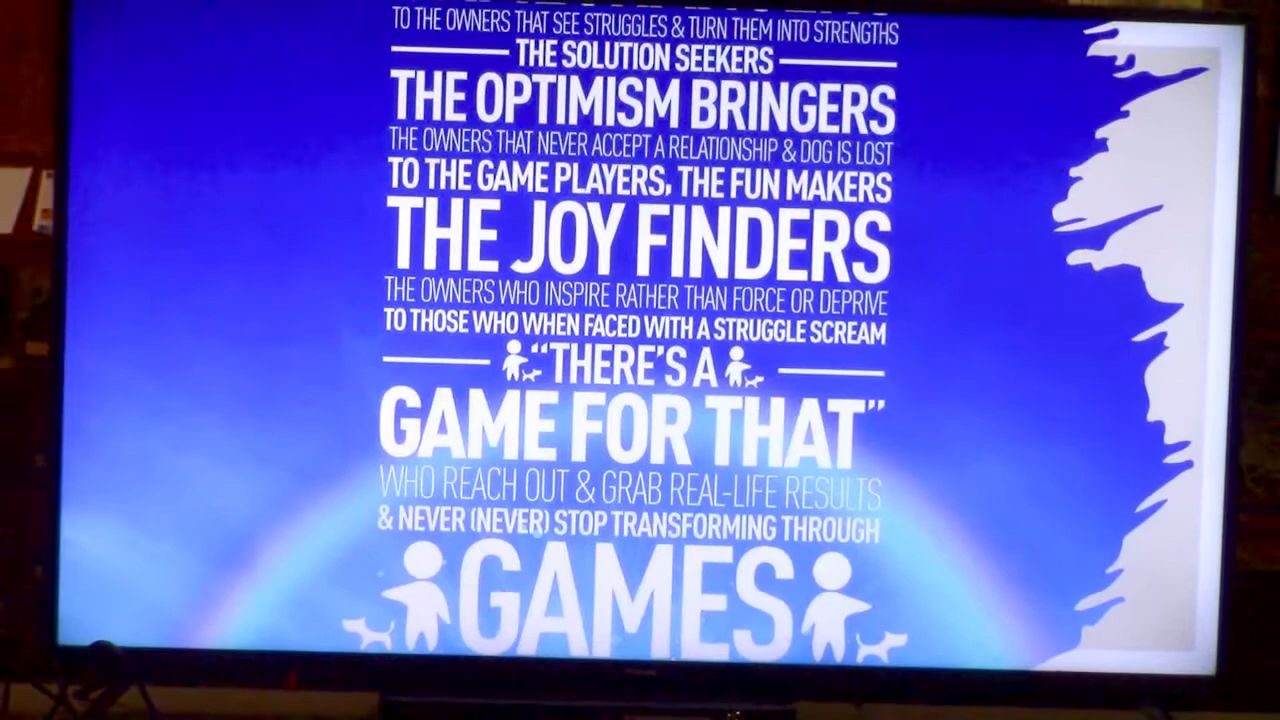 TO THE OWNERS THAT SEE STRUGGLES & TURN THEM INTO STRENGTHS
THE SOLUTION SEEKERS
THE OPTIMISM BRINGERS
THE OWNERS THAT NEVER ACCEPT A RELATIONSHIP & DOG IS LOST
TO THE GAME PLAYERS, THE FUN MAKERS
THE JOY FINDERS
THE OWNERS WHO INSPIRE RATHER THAN FORCE OR DEPRIVE
TO THOSE WHO WHEN FACED WITH A STRUGGLE SCREAM
"THERE'S A
GAME FOR THAT"
WHO REACH OUT & GRAB REAL-LIFE RESULTS
& NEVER (NEVER) STOP TRANSFORMING THROUGH
GAMES